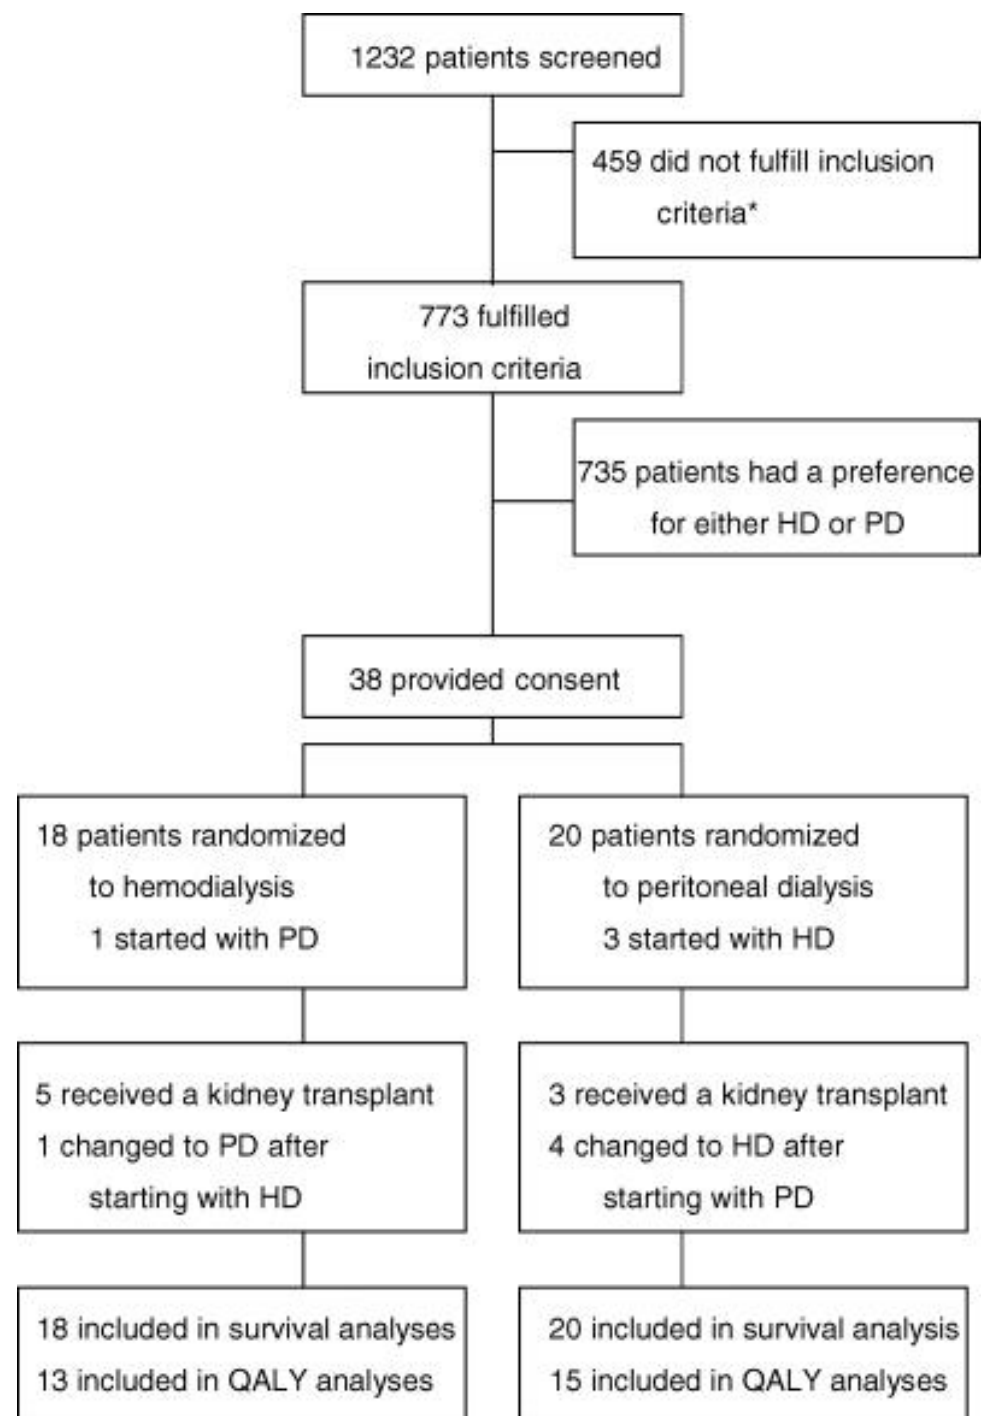 1232 patients screened
459 did not fulfill inclusion
criteria*
773 fulfilled
inclusion criteria
735 patients had a preference
for either HD or PD
38 provided consent
18 patients randomized
to hemodialysis
1 started with PD
20 patients randomized
to peritoneal dialysis
3 started with HD
5 received a kidney transplant
1 changed to PD after
starting with HD
3 received a kidney transplant
4 changed to HD after
starting with PD
18 included in survival analyses
13 included in QALY analyses
20 included in survival analysis
15 included in QALY analyses